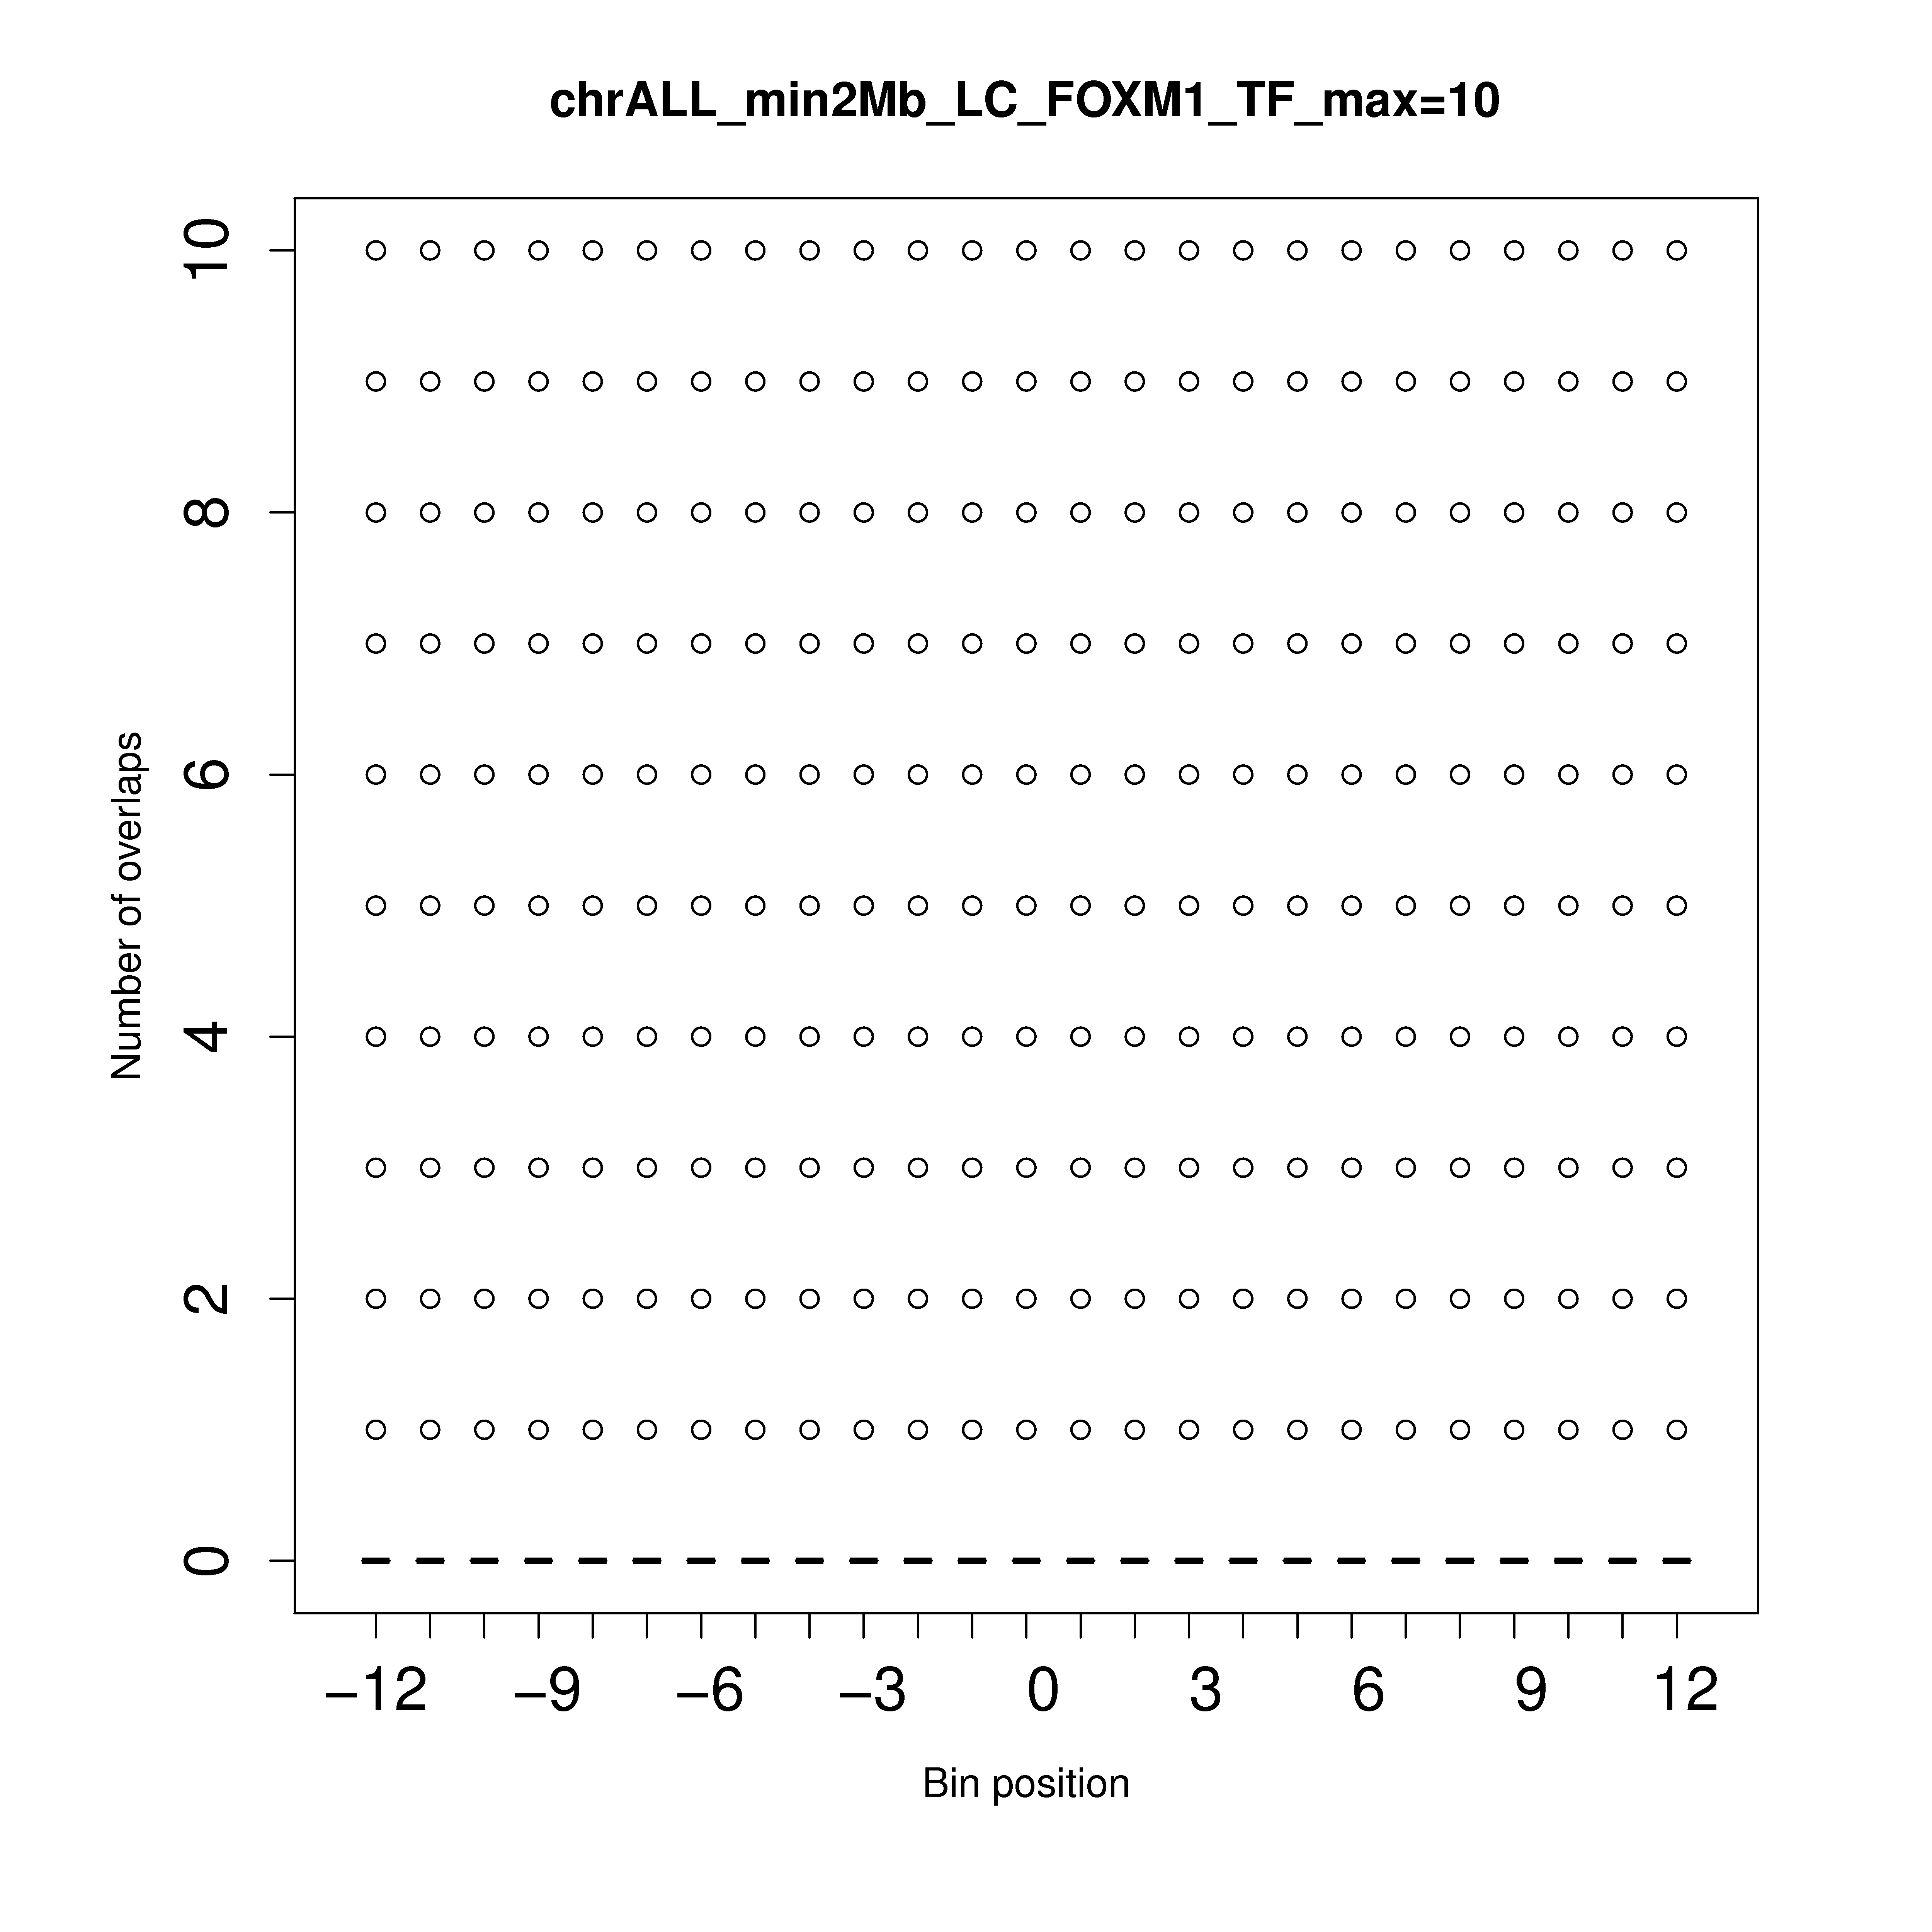 chrALL_min2Mb_LC_FOXM1_TF_max=10
Number of overlaps
10
8
6
4
2
0
−12 −9 −6 −3 0 3 6 9 12
Bin position